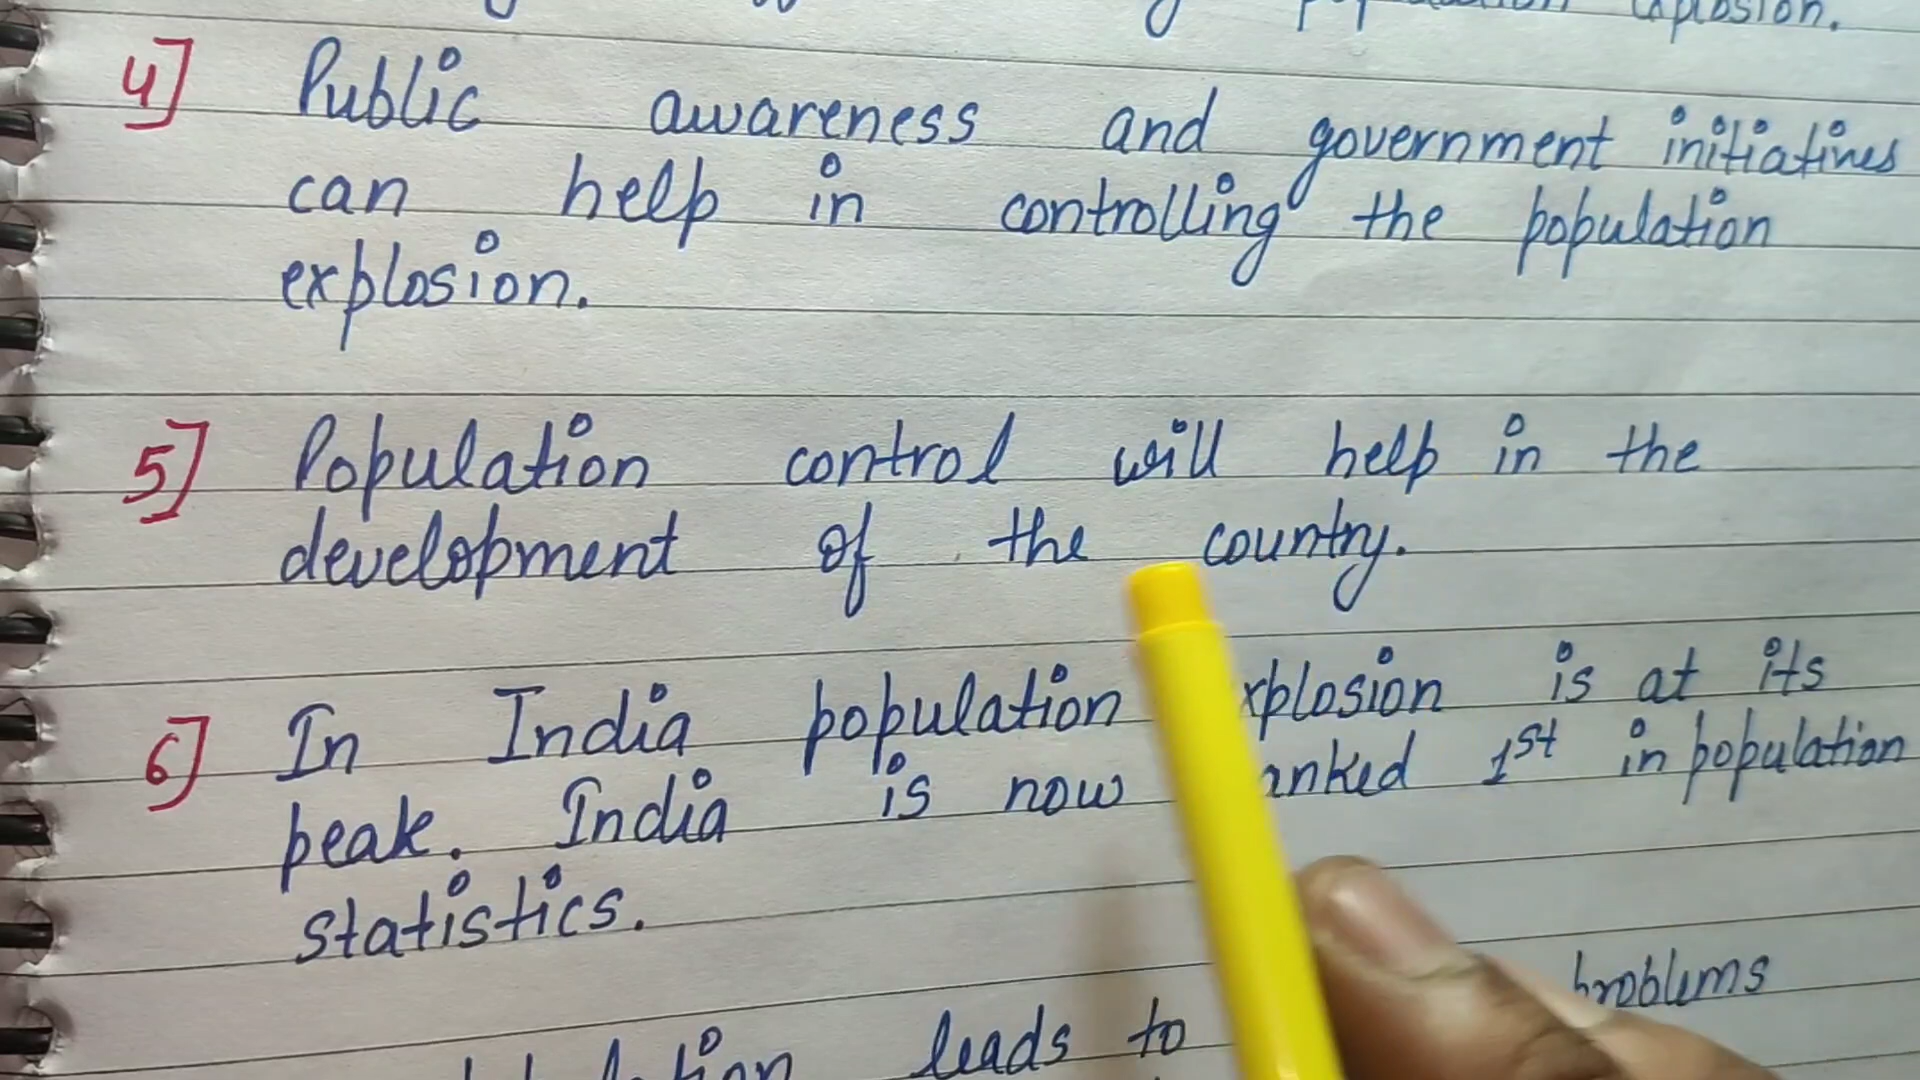 explosion.
4] Public awareness and government initiatives
can help in controlling the population
explosion.
5] Population control will help in the
development of the country.
6] In India population xplosion is at its
peak. India is now anked 1st in population
statistics.
leads to problems